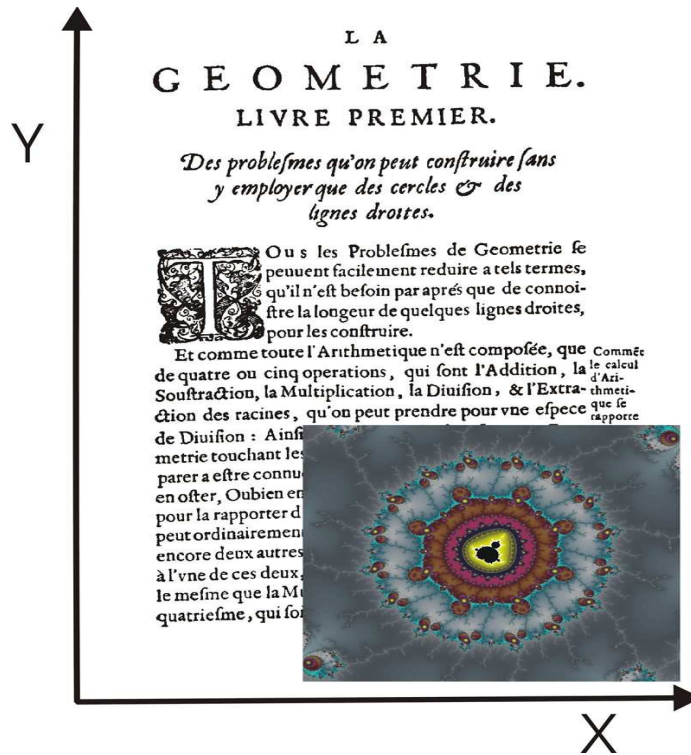 L A
GEOMETRIE.
LIVRE PREMIER.
Des problesmes qu'on peut construire sans
y employer que des cercles & des
lignes droites.
TOus les Problesmes de Geometrie se
peuuent facilement reduire a tels termes,
qu'il n'est besoin par aprés que de connoi-
stre la longeur de quelques lignes droites,
pour les construire.
Et comme toute l'Arithmetique n'est composée, que
de quatre ou cinq operations, qui sont l'Addition, la
Soustraction, la Multiplication, la Diuision, & l'Extra-
ction des racines, qu'on peut prendre pour vne espece
de Diuision : Ainsi
metrie touchant les
parer a estre connu
en oster, Oubien en
pour la rapporter d
peut ordinairemen
encore deux autres
à l'vne de ces deux,
le mesme que la Mu
quatriesme, qui soi
Commēt
le calcul
d'Ari-
thmeti-
que se
rapporte
Y
X